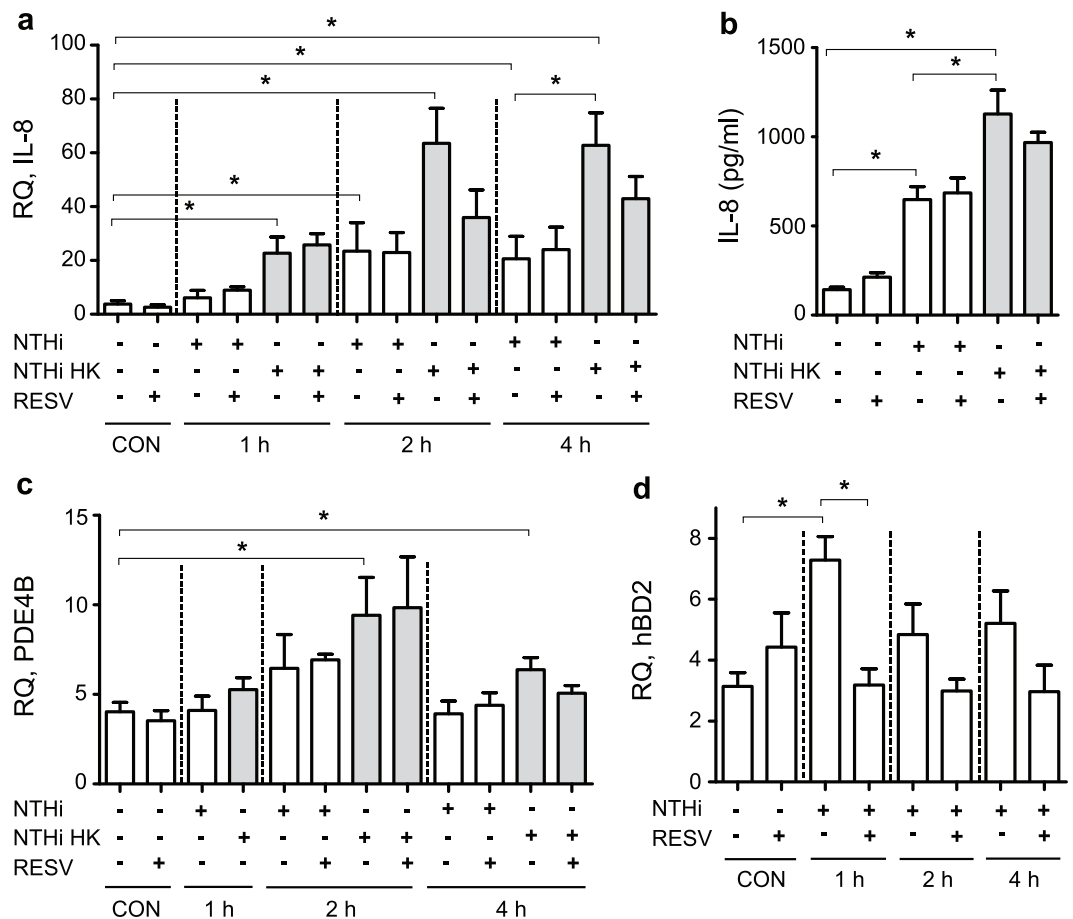 a
RQ, IL-8
100
80
60
40
20
0
* * * * * *
NTHi - - + + - - + + - - + + - -
NTHi HK - - - - + + - - + + - - + +
RESV - + - + - + - + - + - + - +
CON 1 h 2 h 4 h
b
IL-8 (pg/ml)
1500
1000
500
0
* * *
NTHi - - + + - -
NTHi HK - - - - + +
RESV - + - + - +
c
RQ, PDE4B
15
10
5
0
* *
NTHi - - + - + + - - + + - -
NTHi HK - - - + - - + + - - + +
RESV - + - - - + - + - + - +
CON 1 h 2 h 4 h
d
RQ, hBD2
8
6
4
2
0
* *
NTHi - - + + + + + +
RESV - + - + - + - +
CON 1 h 2 h 4 h